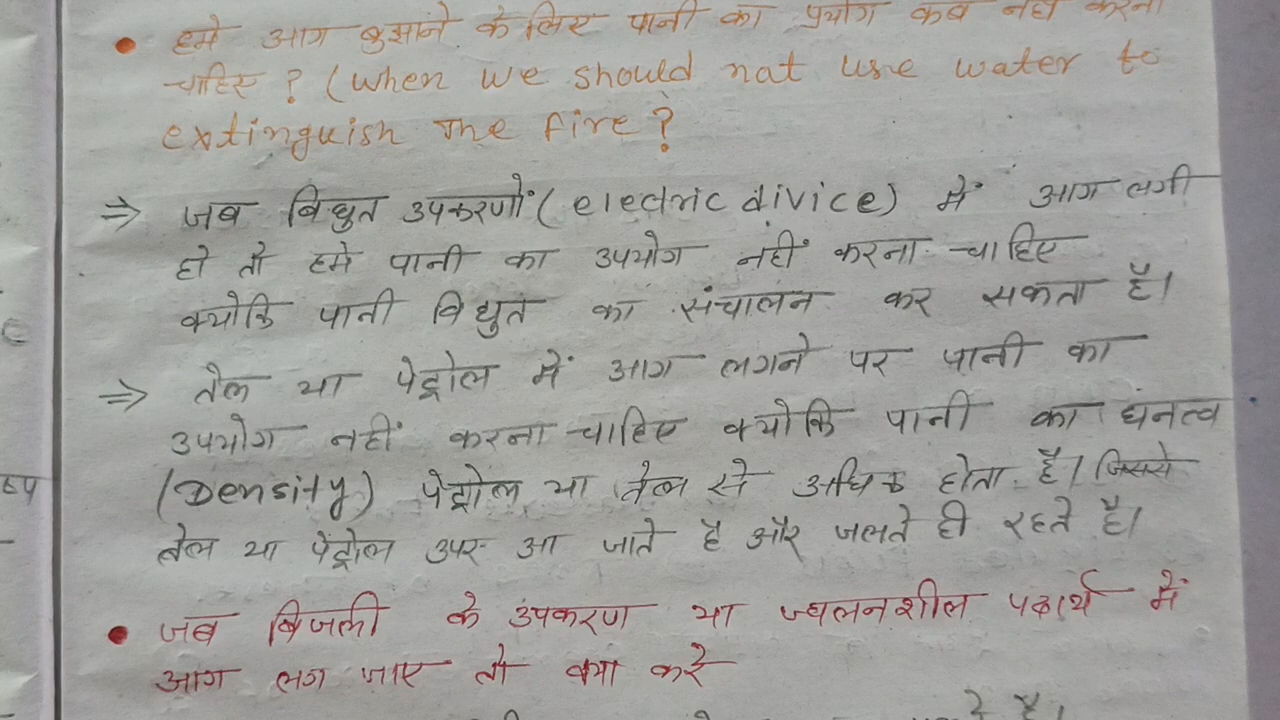 हमे आग बुझाने के लिए पानी का प्रयोग कब नही करना
चाहिए ? (When we should not use water to
extinguish The fire ?
⇒ जब विधुत उपकरणों (electric divice) में आग लगी
हो तो हमे पानी का उपयोग नहीं करना चाहिए
क्योकि पानी विधुत का संचालन कर सकता है।
⇒ तेल या पेट्रोल में आग लगने पर पानी का
उपयोग नहीं करना चाहिए क्योकि पानी का घनत्व
(Density) पेट्रोल या तेल से अधिक होता है। जिससे
तेल या पेट्रोल उपर आ जाते है और जलते ही रहते है।
• जब बिजली के उपकरण या ज्वलनशील पदार्थ में
आग लग जाए तो क्या करे